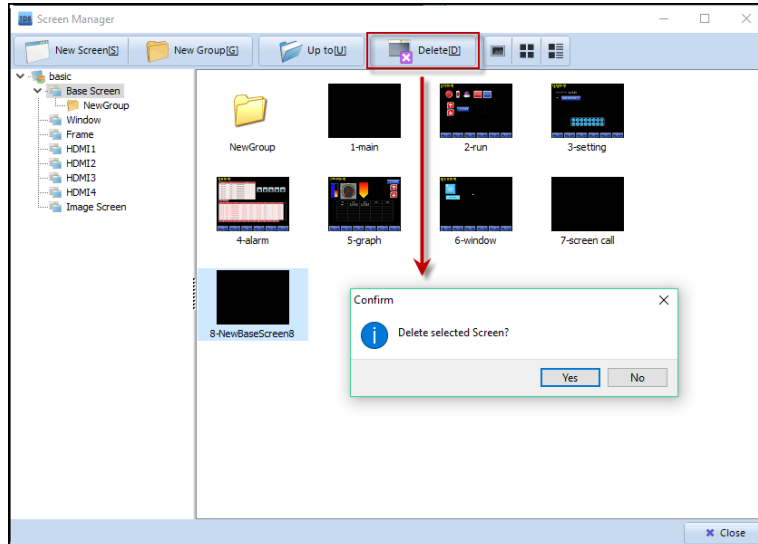 TDB Screen Manager
New Screen[S] New Group[G] Up to[U] Delete[D]
basic
Base Screen
NewGroup
Window
Frame
HDMI1
HDMI2
HDMI3
HDMI4
Image Screen
NewGroup 1-main 2-run 3-setting
4-alarm 5-graph 6-window 7-screen call
8-NewBaseScreen8
Confirm
Delete selected Screen?
Yes No
Close